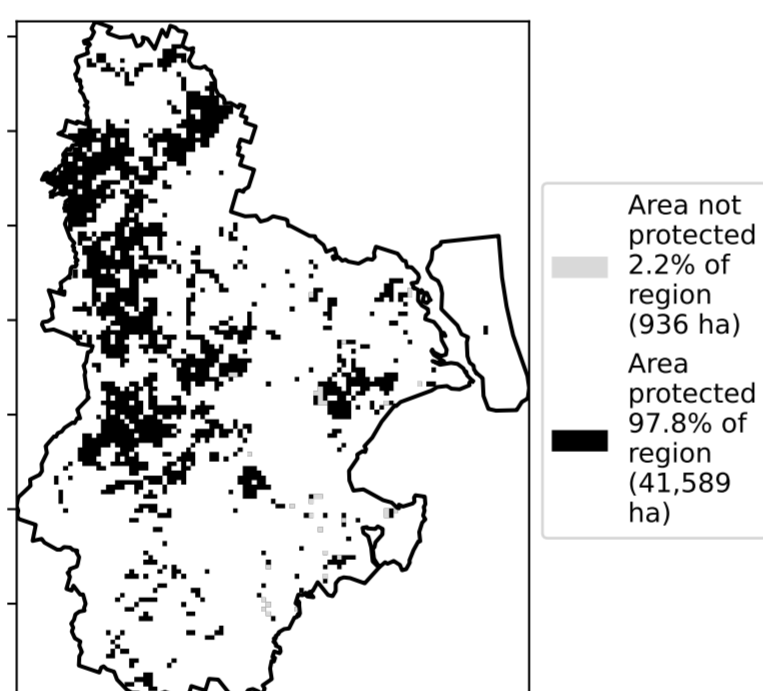 Area not
protected
2.2% of
region
(936 ha)
Area
protected
97.8% of
region
(41,589
ha)